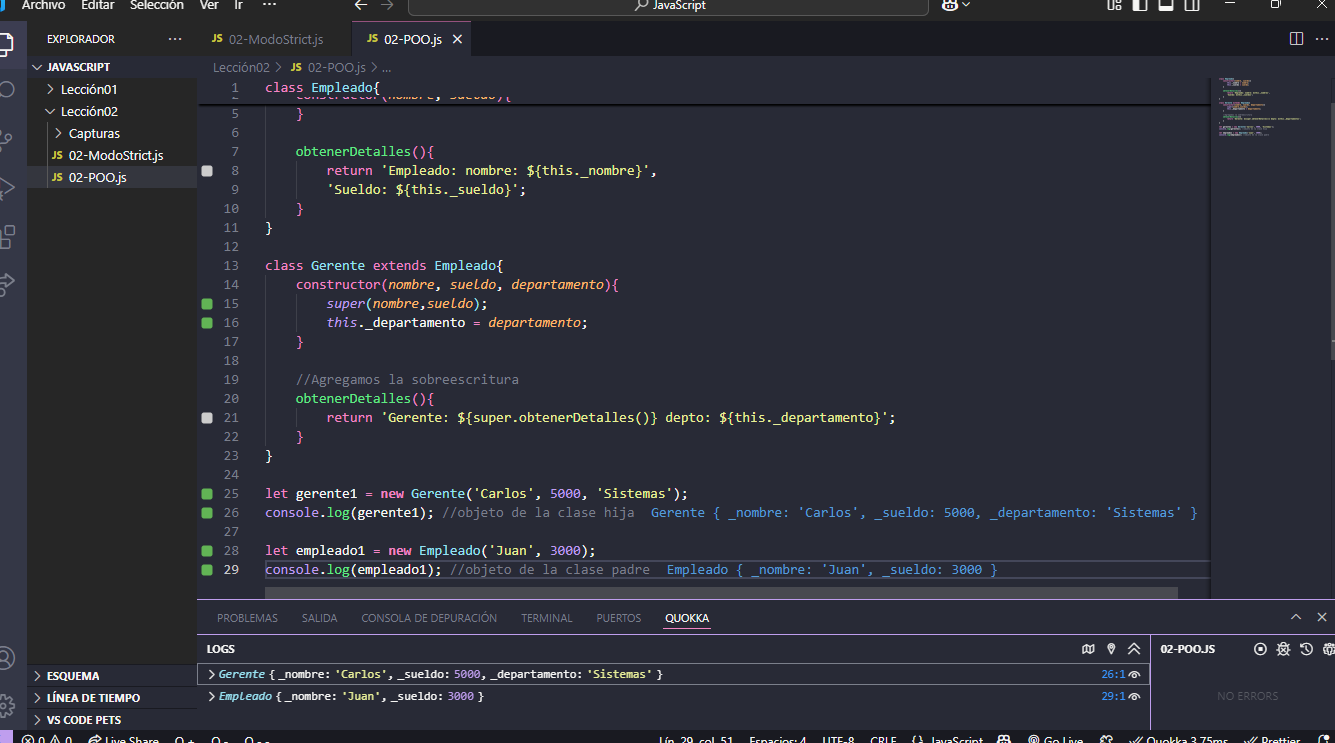 Archivo Editar Selección Ver Ir ···
JavaScript
EXPLORADOR ···
JS 02-ModoStrict.js
JS 02-POO.js
JAVASCRIPT
Lección01
Lección02
Capturas
JS 02-ModoStrict.js
JS 02-POO.js
Lección02 > JS 02-POO.js > ...
1 class Empleado{
2 constructor(nombre, sueldo){
5 }
6
7 obtenerDetalles(){
8 return 'Empleado: nombre: ${this._nombre}',
9 'Sueldo: ${this._sueldo}';
10 }
11 }
12
13 class Gerente extends Empleado{
14 constructor(nombre, sueldo, departamento){
15 super(nombre,sueldo);
16 this._departamento = departamento;
17 }
18
19 //Agregamos la sobreescritura
20 obtenerDetalles(){
21 return 'Gerente: ${super.obtenerDetalles()} depto: ${this._departamento}';
22 }
23 }
24
25 let gerente1 = new Gerente('Carlos', 5000, 'Sistemas');
26 console.log(gerente1); //objeto de la clase hija Gerente { _nombre: 'Carlos', _sueldo: 5000, _departamento: 'Sistemas' }
27
28 let empleado1 = new Empleado('Juan', 3000);
29 console.log(empleado1); //objeto de la clase padre Empleado { _nombre: 'Juan', _sueldo: 3000 }
PROBLEMAS SALIDA CONSOLA DE DEPURACIÓN TERMINAL PUERTOS QUOKKA
LOGS
02-POO.JS
Gerente { _nombre: 'Carlos', _sueldo: 5000, _departamento: 'Sistemas' } 26:1
Empleado { _nombre: 'Juan', _sueldo: 3000 } 29:1
NO ERRORS
ESQUEMA
LÍNEA DE TIEMPO
VS CODE PETS
0 0 Live Share Lín. 29, col. 51 Espacios: 4 UTF-8 CRLF {} JavaScript Go Live Quokka 3.75ms Prettier